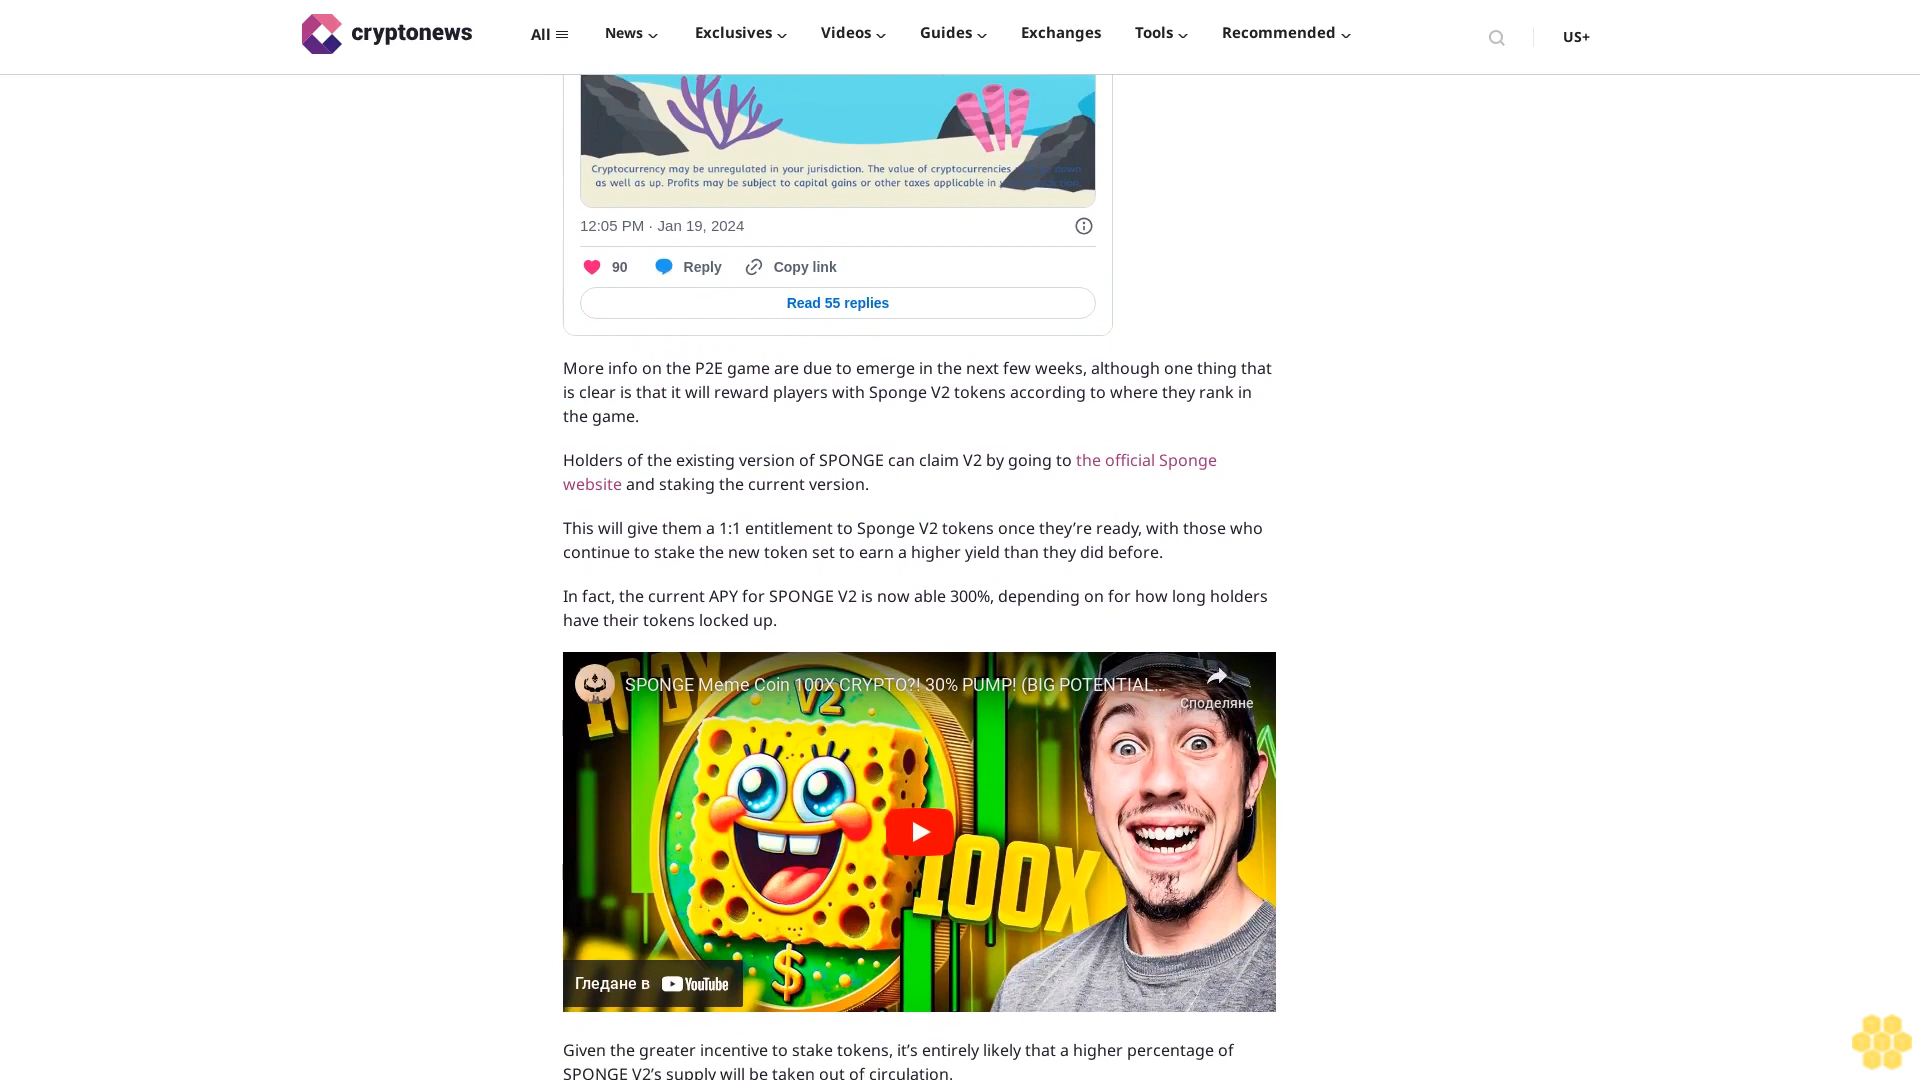 cryptonews
All
News
Exclusives
Videos
Guides
Exchanges
Tools
Recommended
US+
Cryptocurrency may be unregulated in your jurisdiction. The value of cryptocurrencies down
as well as up. Profits may be subject to capital gains or other taxes applicable in
12:05 PM · Jan 19, 2024
90
Reply
Copy link
Read 55 replies
More info on the P2E game are due to emerge in the next few weeks, although one thing that
is clear is that it will reward players with Sponge V2 tokens according to where they rank in
the game.
Holders of the existing version of SPONGE can claim V2 by going to the official Sponge
website and staking the current version.
This will give them a 1:1 entitlement to Sponge V2 tokens once they’re ready, with those who
continue to stake the new token set to earn a higher yield than they did before.
In fact, the current APY for SPONGE V2 is now able 300%, depending on for how long holders
have their tokens locked up.
SPONGE Meme Coin 100X CRYPTO?! 30% PUMP! (BIG POTENTIAL...
Споделяне
100X
V2
100X
$
Гледане в YouTube
Given the greater incentive to stake tokens, it’s entirely likely that a higher percentage of
SPONGE V2’s supply will be taken out of circulation.